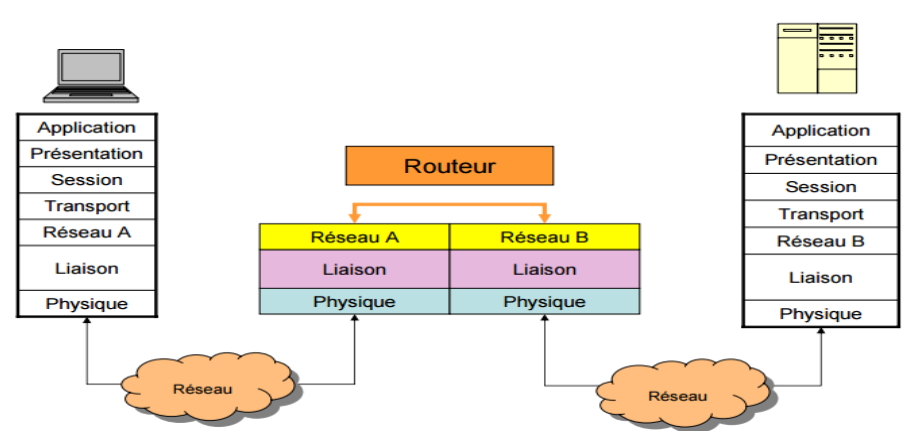 Application
Présentation
Session
Transport
Réseau A
Liaison
Physique
Routeur
Réseau A Réseau B
Liaison Liaison
Physique Physique
Application
Présentation
Session
Transport
Réseau B
Liaison
Physique
Réseau
Réseau